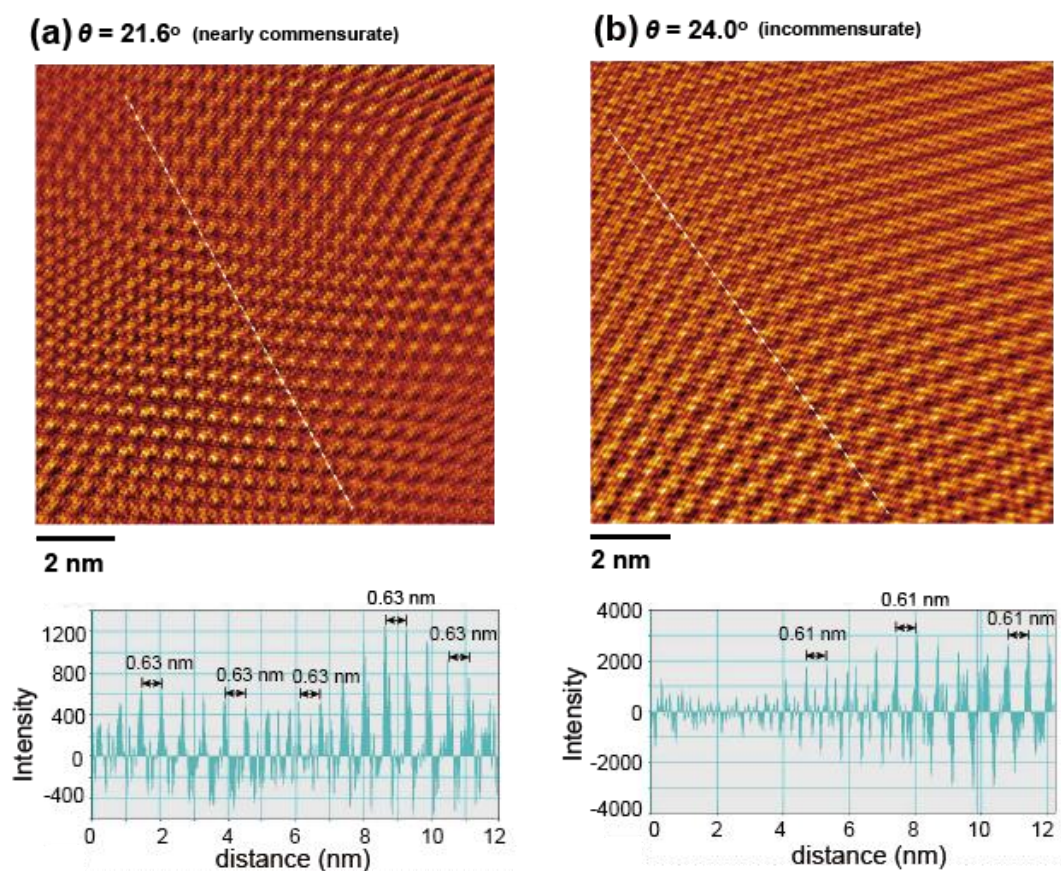 (a) θ = 21.6° (nearly commensurate)
(b) θ = 24.0° (incommensurate)
2 nm
2 nm
0.63 nm
0.63 nm
0.63 nm
0.63 nm
0.63 nm
1200
800
400
0
-400
Intensity
0 2 4 6 8 10 12
distance (nm)
0.61 nm
0.61 nm
0.61 nm
4000
2000
0
-2000
-4000
Intensity
0 2 4 6 8 10 12
distance (nm)